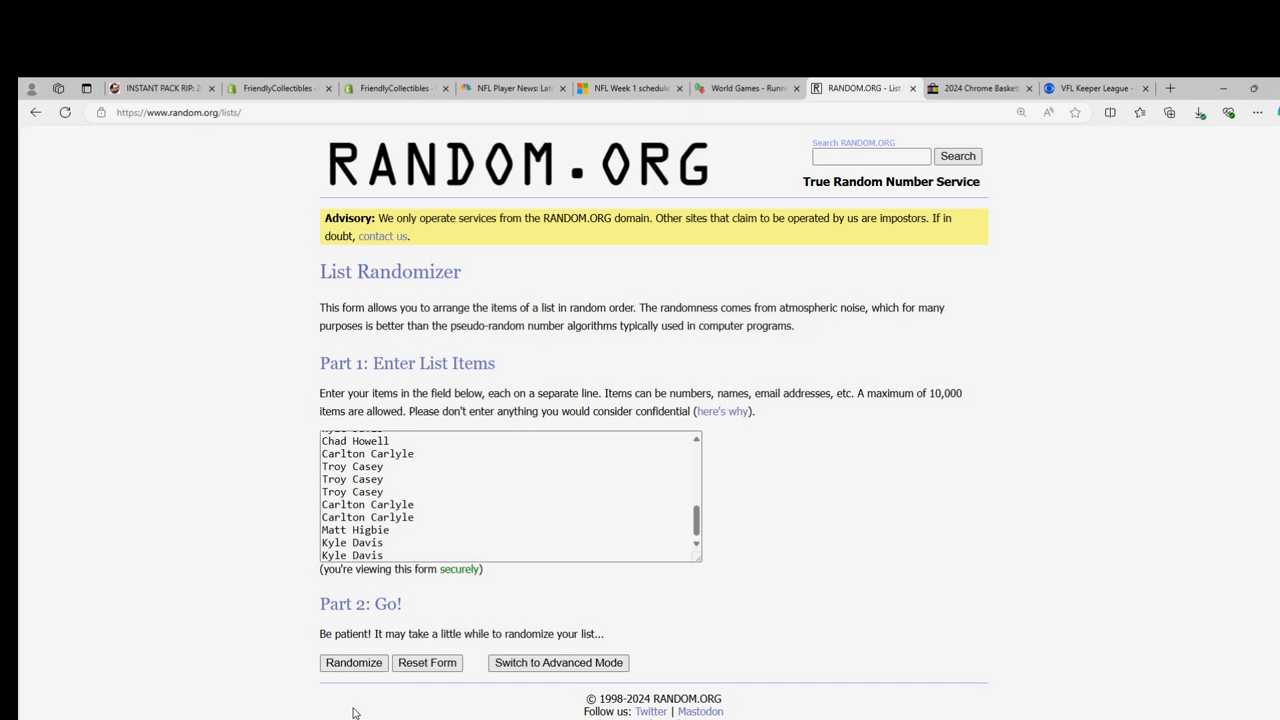 INSTANT PACK RIP: 2
FriendlyCollectibles -
FriendlyCollectibles -
NFL Player News: Late
NFL Week 1 schedule
World Games - Runni
RANDOM.ORG - List
2024 Chrome Basketl
VFL Keeper League -
https://www.random.org/lists/
RANDOM.ORG
Search RANDOM.ORG
Search
True Random Number Service
Advisory: We only operate services from the RANDOM.ORG domain. Other sites that claim to be operated by us are impostors. If in
doubt, contact us.
List Randomizer
This form allows you to arrange the items of a list in random order. The randomness comes from atmospheric noise, which for many
purposes is better than the pseudo-random number algorithms typically used in computer programs.
Part 1: Enter List Items
Enter your items in the field below, each on a separate line. Items can be numbers, names, email addresses, etc. A maximum of 10,000
items are allowed. Please don't enter anything you would consider confidential (here's why).
Chad Howell
Carlton Carlyle
Troy Casey
Troy Casey
Troy Casey
Carlton Carlyle
Carlton Carlyle
Matt Higbie
Kyle Davis
Kyle Davis
(you're viewing this form securely)
Part 2: Go!
Be patient! It may take a little while to randomize your list...
Randomize
Reset Form
Switch to Advanced Mode
© 1998-2024 RANDOM.ORG
Follow us: Twitter | Mastodon